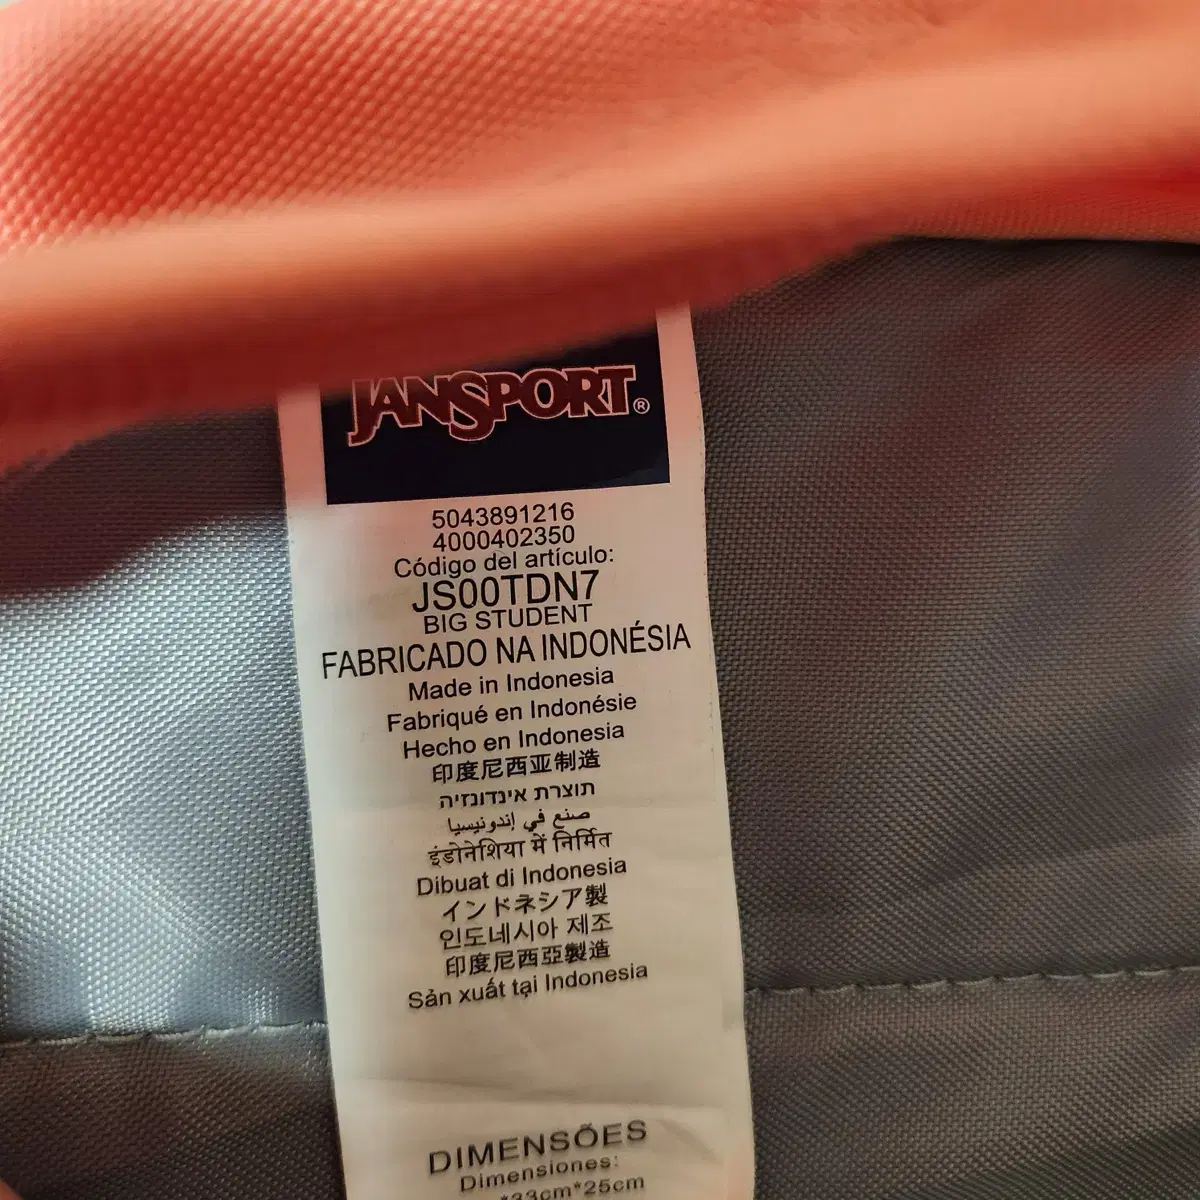 JANSPORT®
5043891216
4000402350
Código del artículo:
JS00TDN7
BIG STUDENT
FABRICADO NA INDONÉSIA
Made in Indonesia
Fabriqué en Indonésie
Hecho en Indonesia
印度尼西亚制造
תוצרת אינדונזיה
صنع في إندونيسيا
इंडोनेशिया में निर्मित
Dibuat di Indonesia
インドネシア製
인도네시아 제조
印度尼西亞製造
Sản xuất tại Indonesia
DIMENSÕES
Dimensiones:
*33cm*25cm